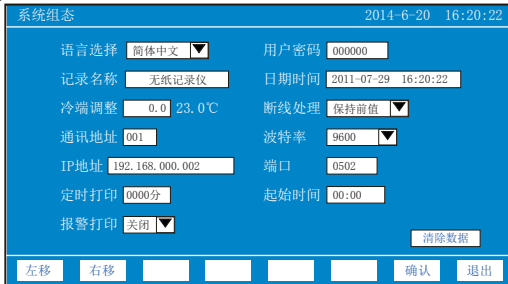 系统组态 2014-6-20 16:20:22
语言选择 简体中文 用户密码 000000
记录名称 无纸记录仪 日期时间 2011-07-29 16:20:22
冷端调整 0.0 23.0℃ 断线处理 保持前值
通讯地址 001 波特率 9600
IP地址 192.168.000.002 端口 0502
定时打印 0000分 起始时间 00:00
报警打印 关闭
清除数据
左移 右移 确认 退出